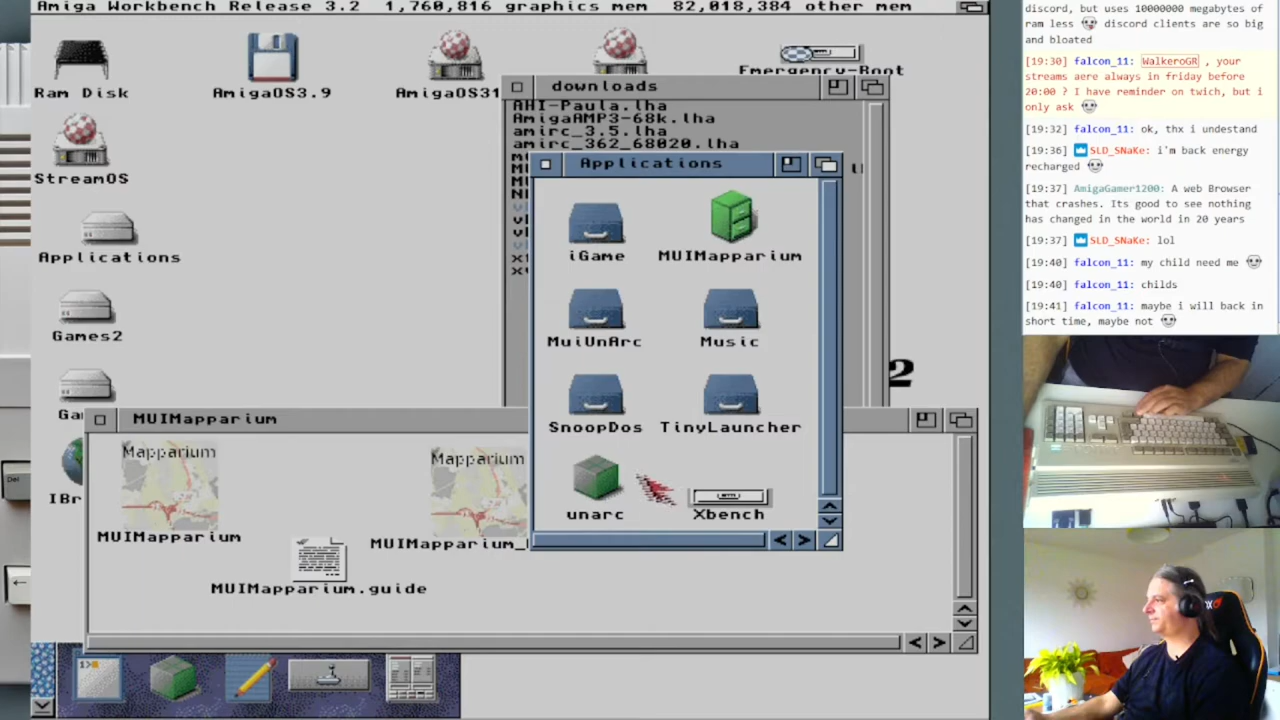 Amiga Workbench Release 3.2 1,760,816 graphics mem 82,018,384 other mem
Ram Disk
AmigaOS3.9
AmigaOS31
Emergency-Root
StreamOS
Applications
Games2
Ga
IBr
downloads
AHI-Paula.lha
AmigaAMP3-68k.lha
amirc_3.5.lha
amirc_362_68020.lha
Applications
iGame
MUIMapparium
MuiUnArc
Music
SnoopDos
TinyLauncher
unarc
Xbench
2
MUIMapparium
Mapparium
Mapparium
MUIMapparium
MUIMapparium_
MUIMapparium.guide
discord, but uses 10000000 megabytes of
ram less discord clients are so big
and bloated
[19:30] falcon_11: WalkeroGR , your
streams aere always in friday before
20:00 ? I have reminder on twich, but i
only ask
[19:32] falcon_11: ok, thx i undestand
[19:36] SLD_SNaKe: i'm back energy
recharged
[19:37] AmigaGamer1200: A web Browser
that crashes. Its good to see nothing
has changed in the world in 20 years
[19:37] SLD_SNaKe: lol
[19:40] falcon_11: my child need me
[19:40] falcon_11: childs
[19:41] falcon_11: maybe i will back in
short time, maybe not
Del